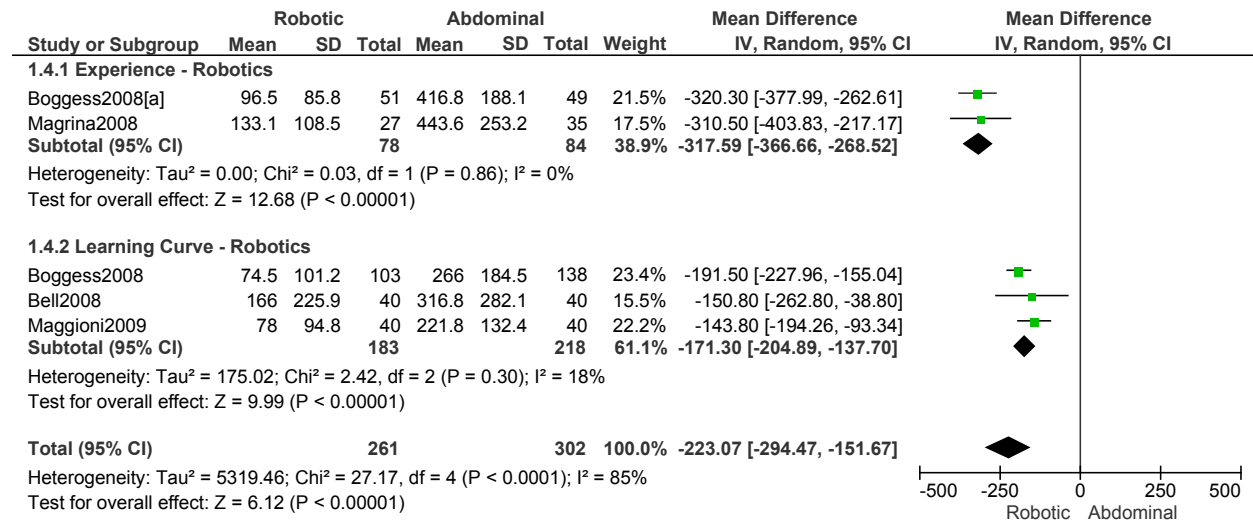 Robotic Abdominal Mean Difference Mean Difference
Study or Subgroup Mean SD Total Mean SD Total Weight IV, Random, 95% CI IV, Random, 95% CI
1.4.1 Experience - Robotics
Boggess2008[a] 96.5 85.8 51 416.8 188.1 49 21.5% -320.30 [-377.99, -262.61]
Magrina2008 133.1 108.5 27 443.6 253.2 35 17.5% -310.50 [-403.83, -217.17]
Subtotal (95% CI) 78 84 38.9% -317.59 [-366.66, -268.52]
Heterogeneity: Tau² = 0.00; Chi² = 0.03, df = 1 (P = 0.86); I² = 0%
Test for overall effect: Z = 12.68 (P < 0.00001)
1.4.2 Learning Curve - Robotics
Boggess2008 74.5 101.2 103 266 184.5 138 23.4% -191.50 [-227.96, -155.04]
Bell2008 166 225.9 40 316.8 282.1 40 15.5% -150.80 [-262.80, -38.80]
Maggioni2009 78 94.8 40 221.8 132.4 40 22.2% -143.80 [-194.26, -93.34]
Subtotal (95% CI) 183 218 61.1% -171.30 [-204.89, -137.70]
Heterogeneity: Tau² = 175.02; Chi² = 2.42, df = 2 (P = 0.30); I² = 18%
Test for overall effect: Z = 9.99 (P < 0.00001)
Total (95% CI) 261 302 100.0% -223.07 [-294.47, -151.67]
Heterogeneity: Tau² = 5319.46; Chi² = 27.17, df = 4 (P < 0.0001); I² = 85%
Test for overall effect: Z = 6.12 (P < 0.00001)
-500 -250 0 250 500
Robotic Abdominal